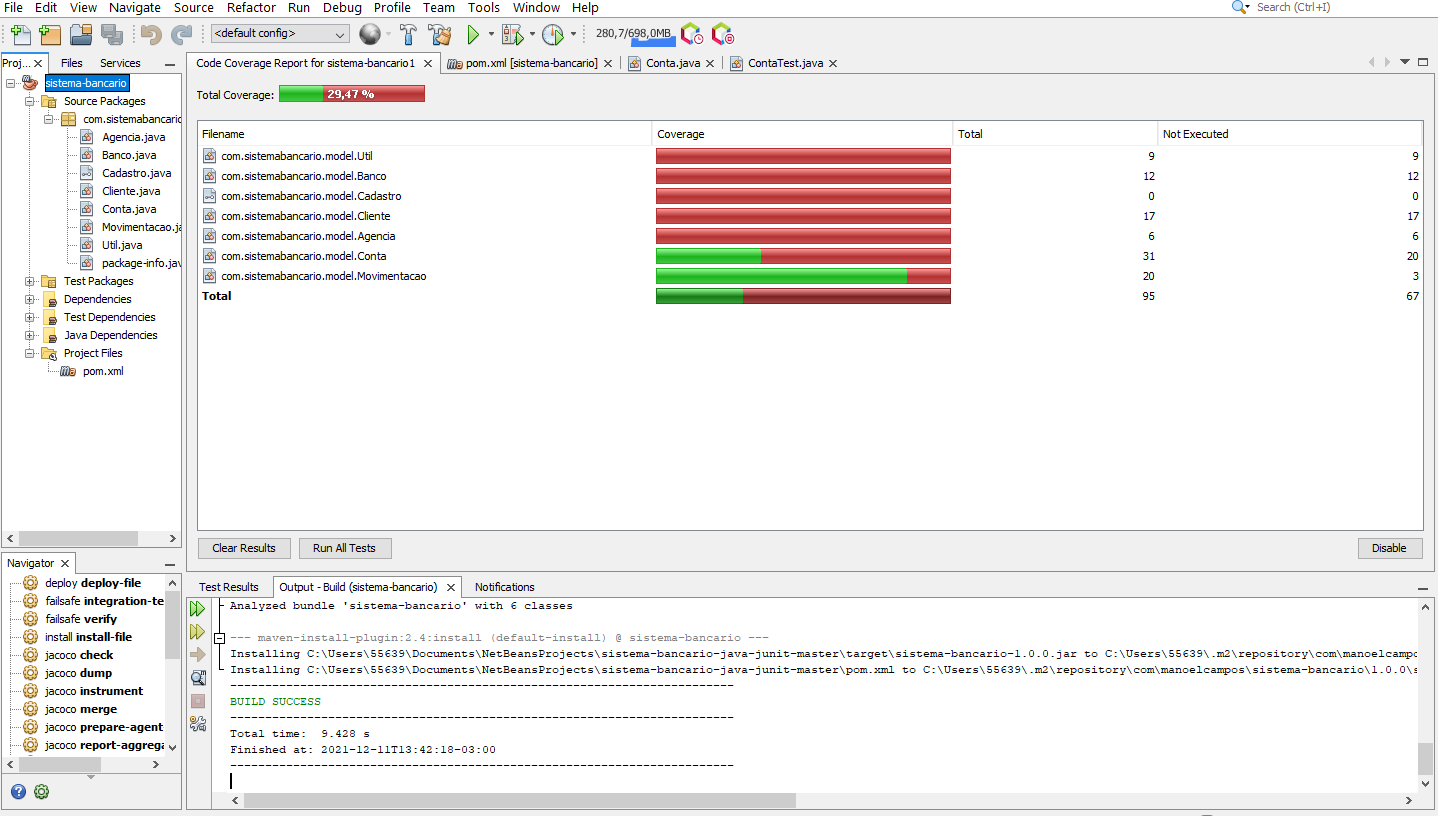 File Edit View Navigate Source Refactor Run Debug Profile Team Tools Window Help Search (Ctrl+I)
<default config> 280,7/698,0MB
Proj... Files Services
Code Coverage Report for sistema-bancario1 pom.xml [sistema-bancario] Conta.java ContaTest.java
sistema-bancario
Source Packages
com.sistemabancario
Agencia.java
Banco.java
Cadastro.java
Cliente.java
Conta.java
Movimentacao.ja
Util.java
package-info.jav
Test Packages
Dependencies
Test Dependencies
Java Dependencies
Project Files
pom.xml
Total Coverage: 29,47 %
Filename Coverage Total Not Executed
com.sistemabancario.model.Util 9 9
com.sistemabancario.model.Banco 12 12
com.sistemabancario.model.Cadastro 0 0
com.sistemabancario.model.Cliente 17 17
com.sistemabancario.model.Agencia 6 6
com.sistemabancario.model.Conta 31 20
com.sistemabancario.model.Movimentacao 20 3
Total 95 67
Clear Results Run All Tests Disable
Navigator
deploy deploy-file
failsafe integration-te
failsafe verify
install install-file
jacoco check
jacoco dump
jacoco instrument
jacoco merge
jacoco prepare-agent
jacoco report-aggrega
Test Results Output - Build (sistema-bancario) Notifications
Analyzed bundle 'sistema-bancario' with 6 classes
--- maven-install-plugin:2.4:install (default-install) @ sistema-bancario ---
Installing C:\Users\55639\Documents\NetBeansProjects\sistema-bancario-java-junit-master\target\sistema-bancario-1.0.0.jar to C:\Users\55639\.m2\repository\com\manoelcampo
Installing C:\Users\55639\Documents\NetBeansProjects\sistema-bancario-java-junit-master\pom.xml to C:\Users\55639\.m2\repository\com\manoelcampos\sistema-bancario\1.0.0\s
------------------------------------------------------------------------
BUILD SUCCESS
------------------------------------------------------------------------
Total time: 9.428 s
Finished at: 2021-12-11T13:42:18-03:00
------------------------------------------------------------------------